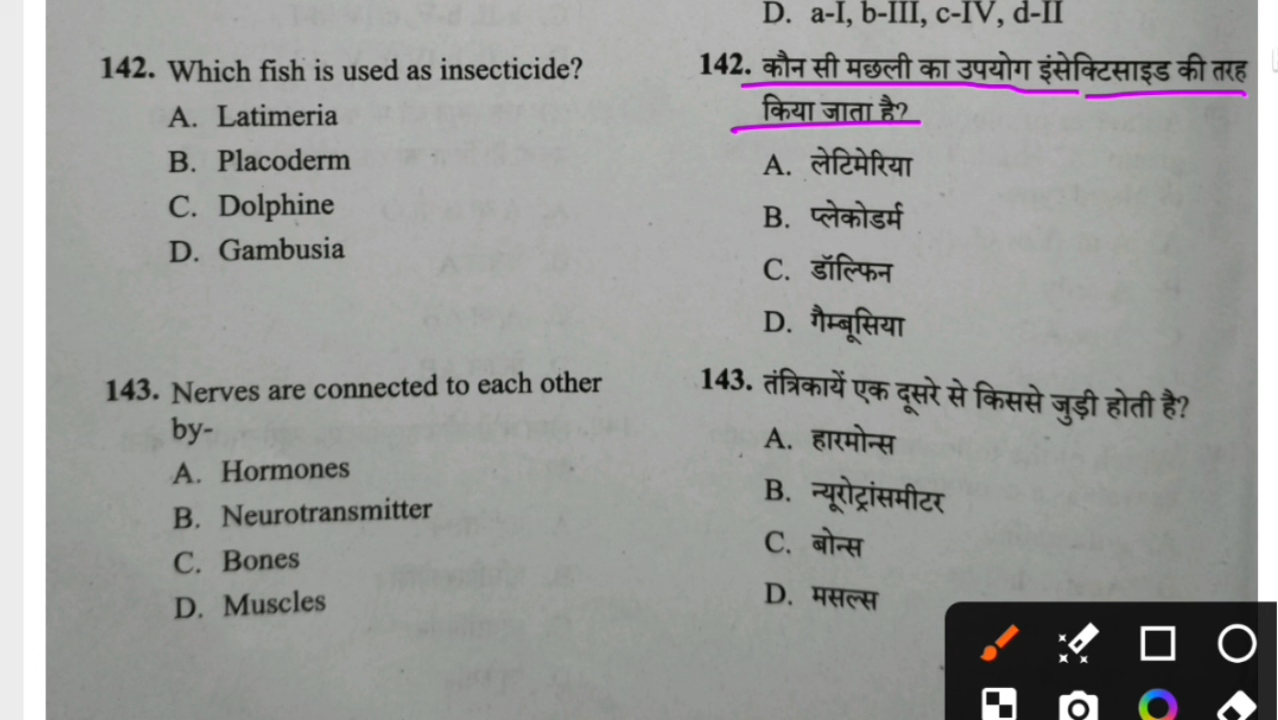 D. a-I, b-III, c-IV, d-II
142. Which fish is used as insecticide?
A. Latimeria
B. Placoderm
C. Dolphine
D. Gambusia
143. Nerves are connected to each other
by-
A. Hormones
B. Neurotransmitter
C. Bones
D. Muscles
142. कौन सी मछली का उपयोग इंसेक्टिसाइड की तरह
किया जाता है?
A. लेटिमेरिया
B. प्लेकोडर्म
C. डॉल्फिन
D. गैम्बूसिया
143. तंत्रिकायें एक दूसरे से किससे जुड़ी होती है?
A. हारमोन्स
B. न्यूरोट्रांसमीटर
C. बोन्स
D. मसल्स